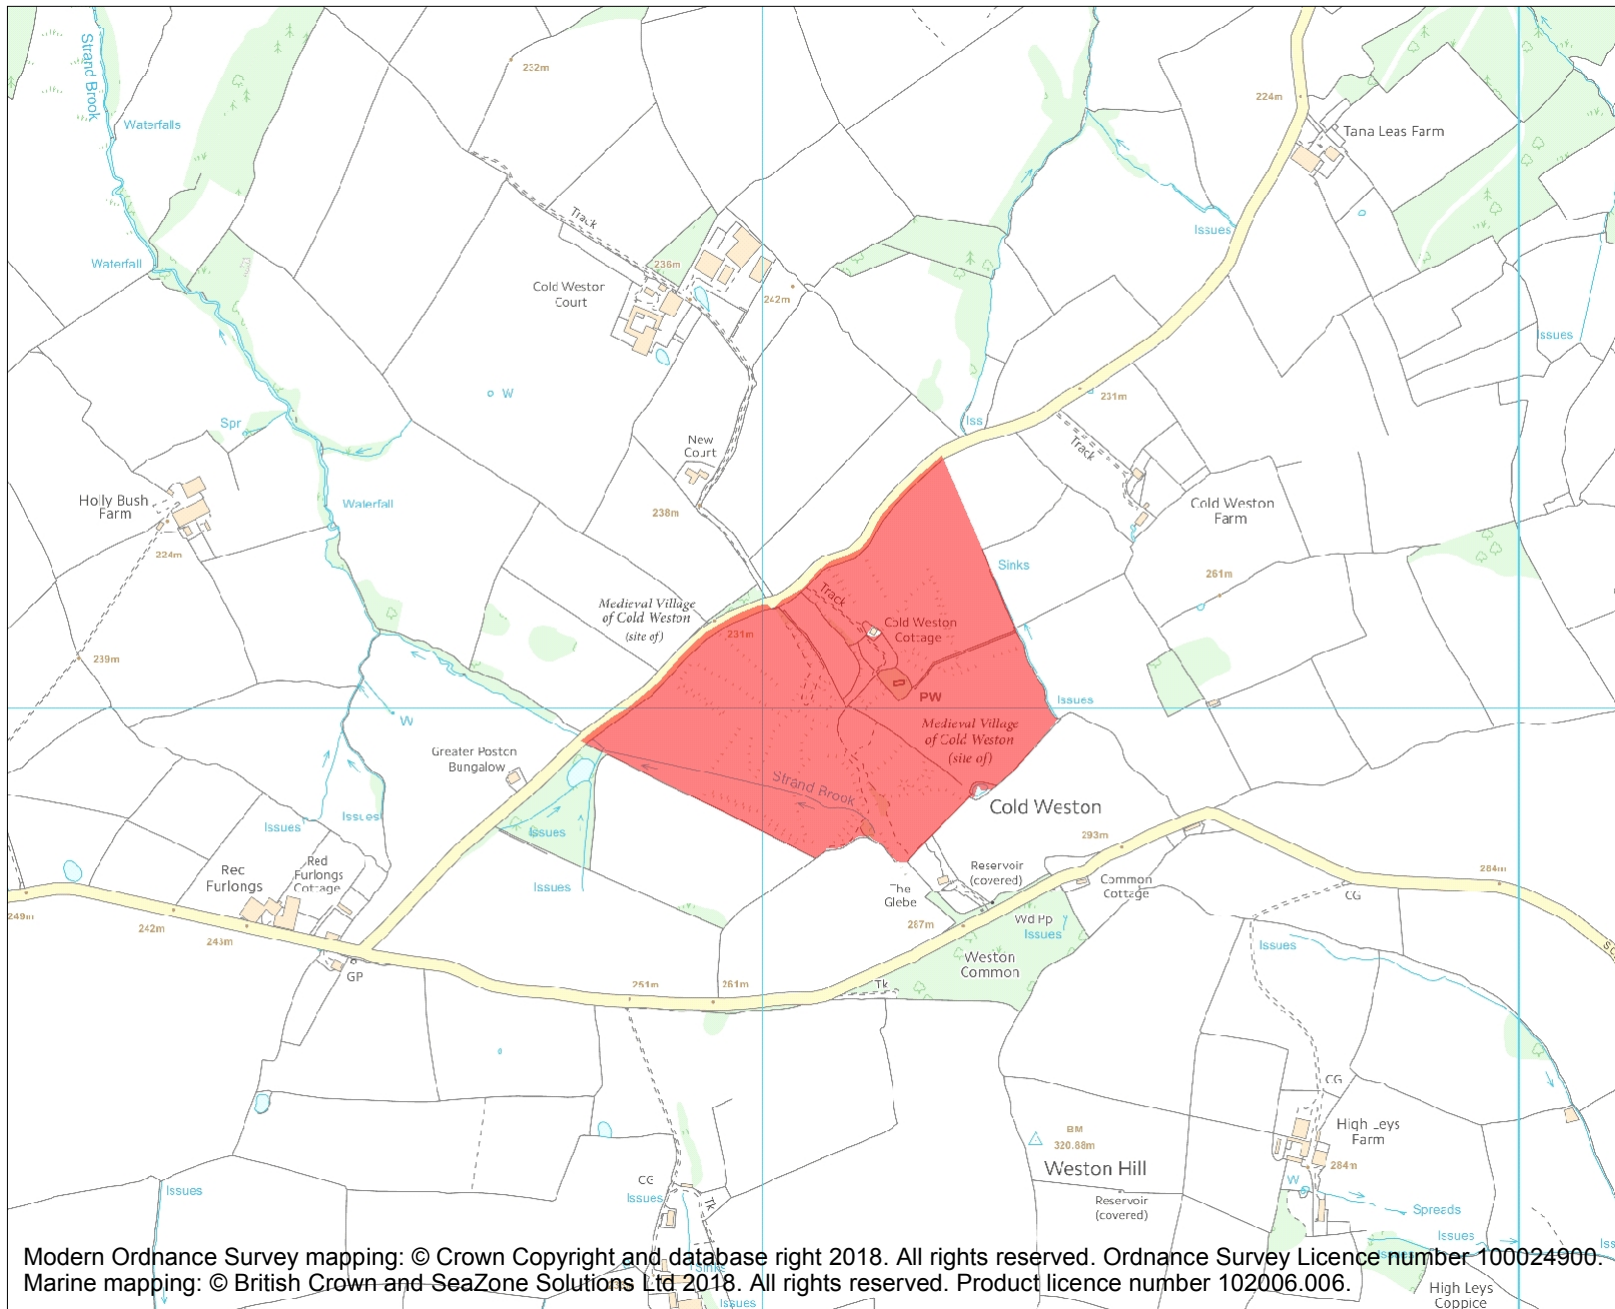 Strand Brook
232m
224m
Tana Leas Farm
Waterfalls
Track
Issues
Waterfall
236m
Cold Weston
Court
242m
Issues
W
231m
Spr
Iss
Track
New
Court
Holly Bush
Farm
Waterfall
238m
Cold Weston
Farm
224m
Sinks
261m
Medieval Village
of Cold Weston
(site of)
Track
Cold Weston
Cottage
231m
239m
PW
Issues
W
Medieval Village
of Cold Weston
(site of)
Greater Poston
Bungalow
Strand Brook
Cold Weston
Issues
Issues
Issues
293m
Red
Furlongs
Red
Furlongs
Cottage
Issues
Reservoir
(covered)
The
Glebe
Common
Cottage
284m
CG
249m
242m
243m
287m
Wd Pp
Issues
Issues
GP
Weston
Common
251m
261m
Tk
CG
BM
320.88m
High Leys
Farm
Weston Hill
284m
CG
Issues
Issues
Tk
Reservoir
(covered)
W
Spreads
Issues
Issues
Iss
Modern Ordnance Survey mapping: © Crown Copyright and database right 2018. All rights reserved. Ordnance Survey Licence number 100024900.
Sinks
Marine mapping: © British Crown and SeaZone Solutions Ltd 2018. All rights reserved. Product licence number 102006.006.
Issues
High Leys
Coppice